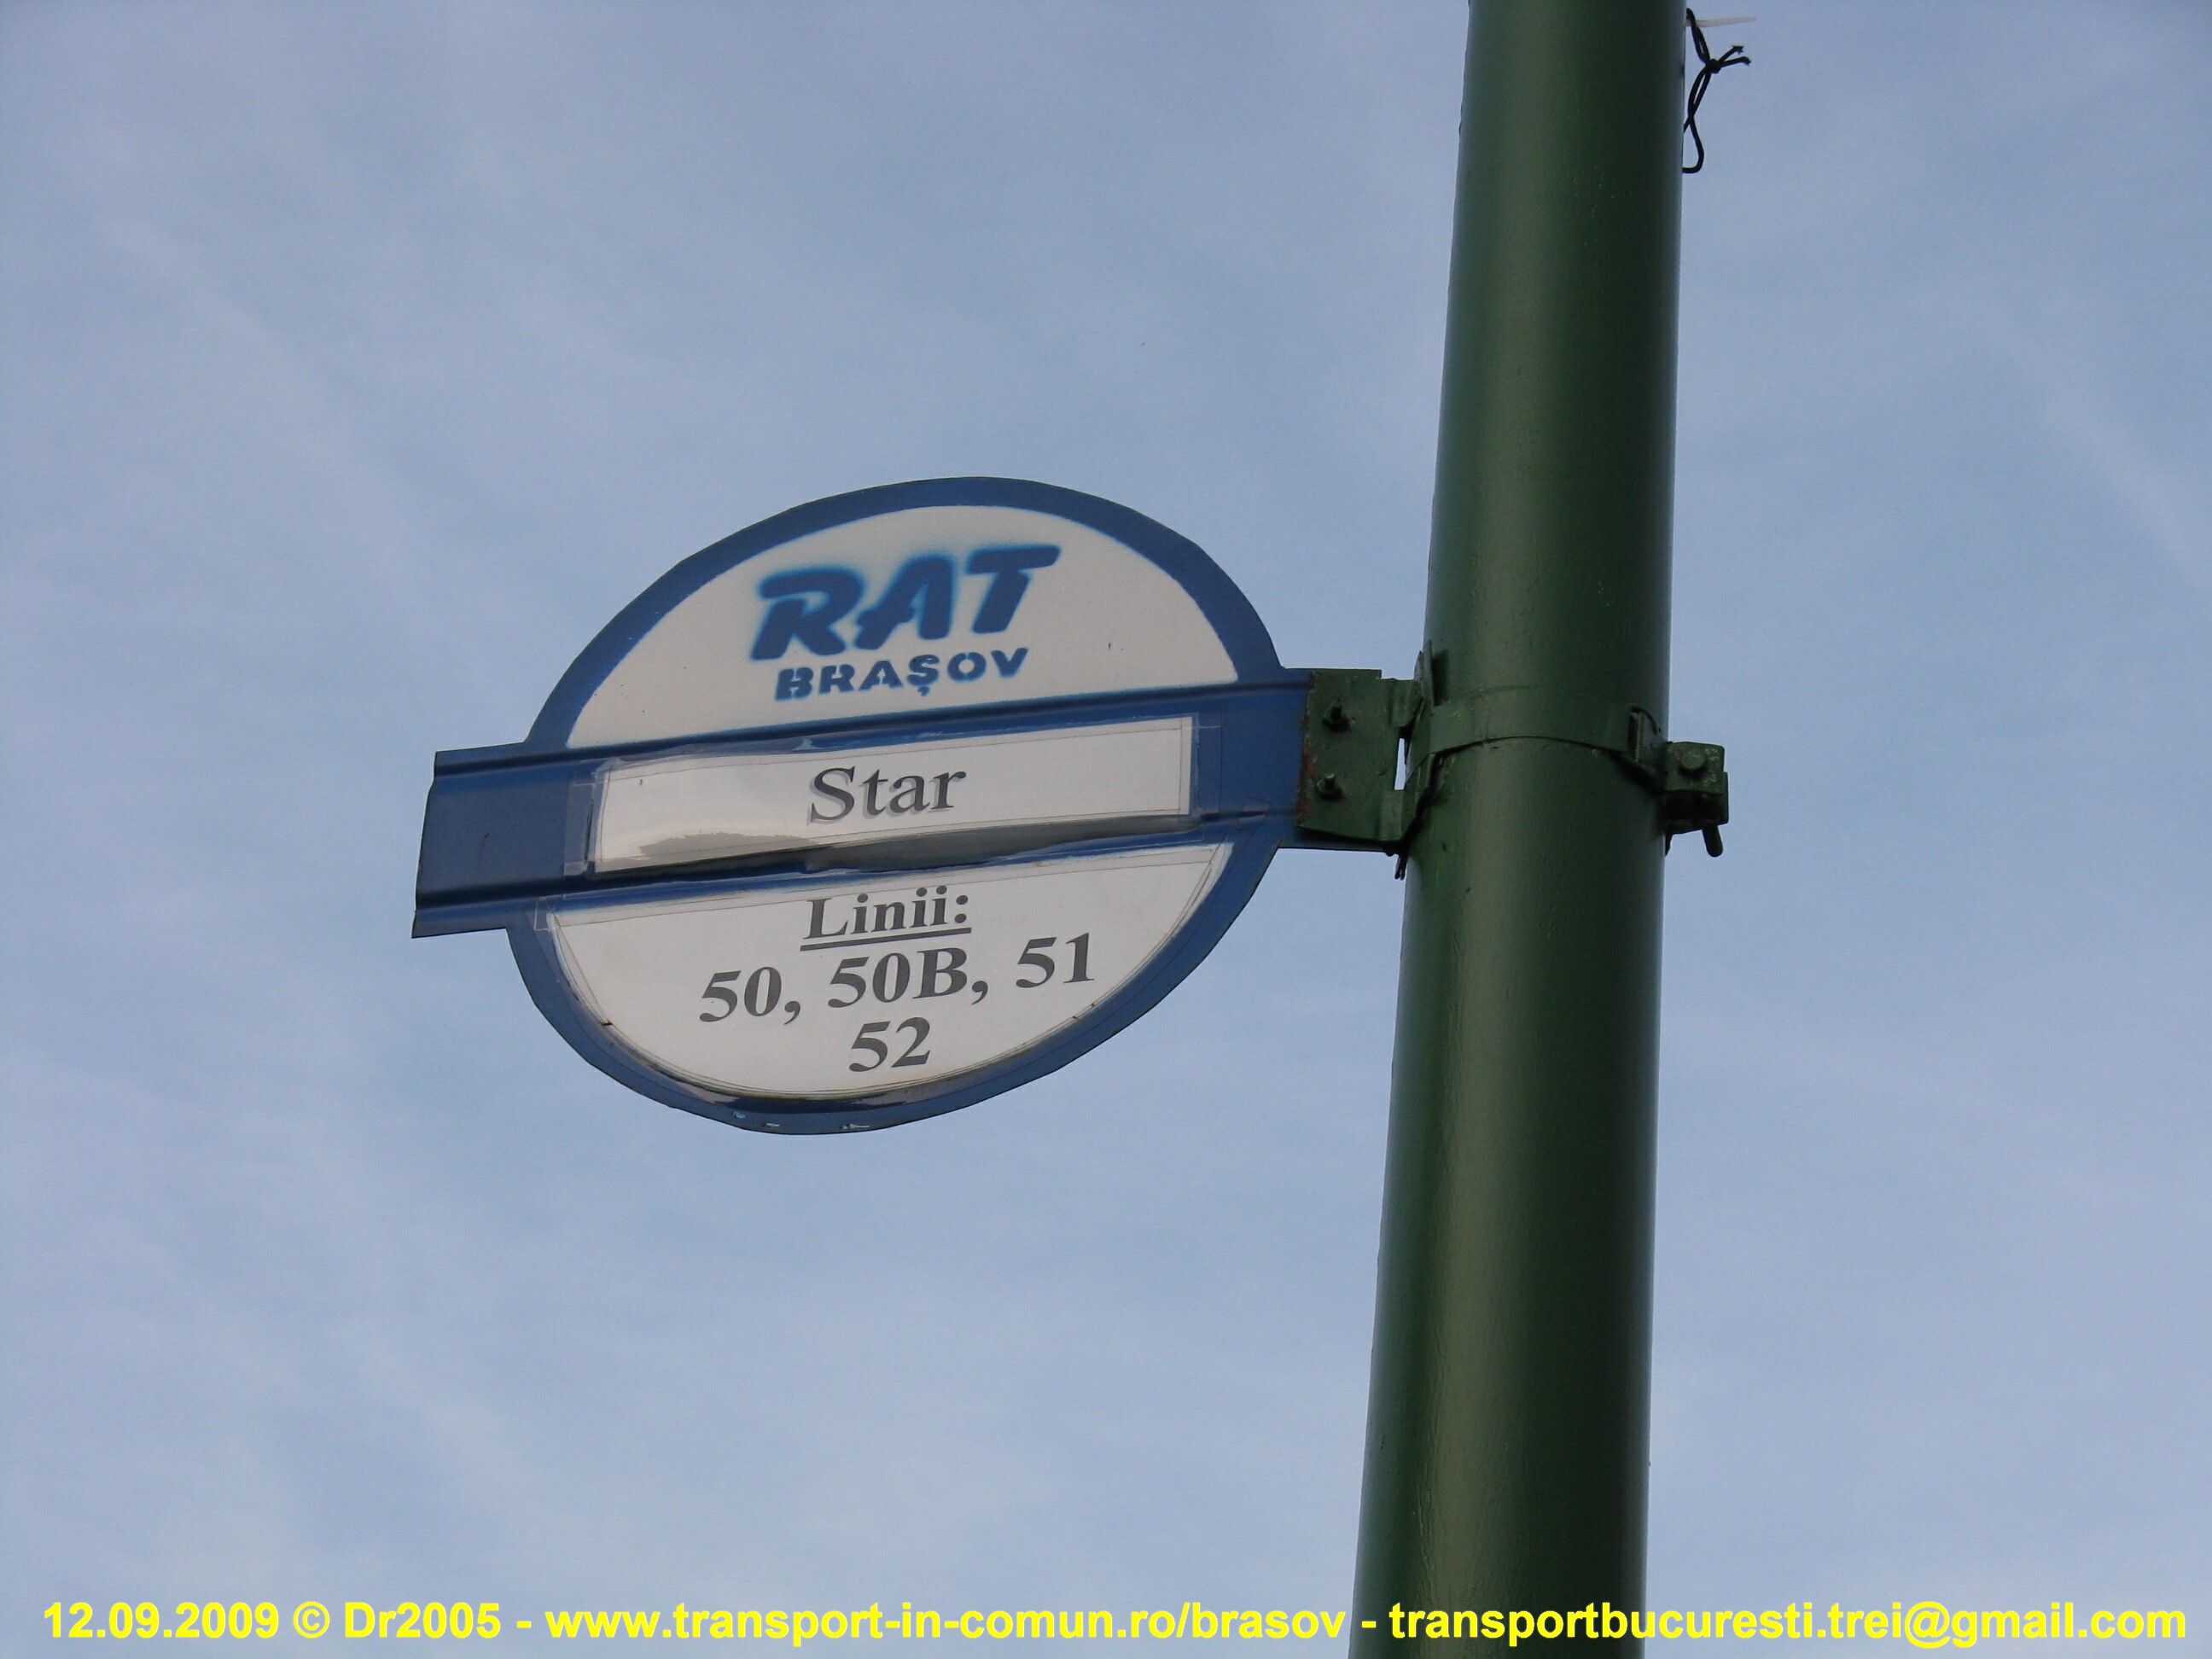 RAT
BRAȘOV
Star
Linii:
50, 50B, 51
52
12.09.2009 © Dr2005 - www.transport-in-comun.ro/brasov - transportbucuresti.trei@gmail.com